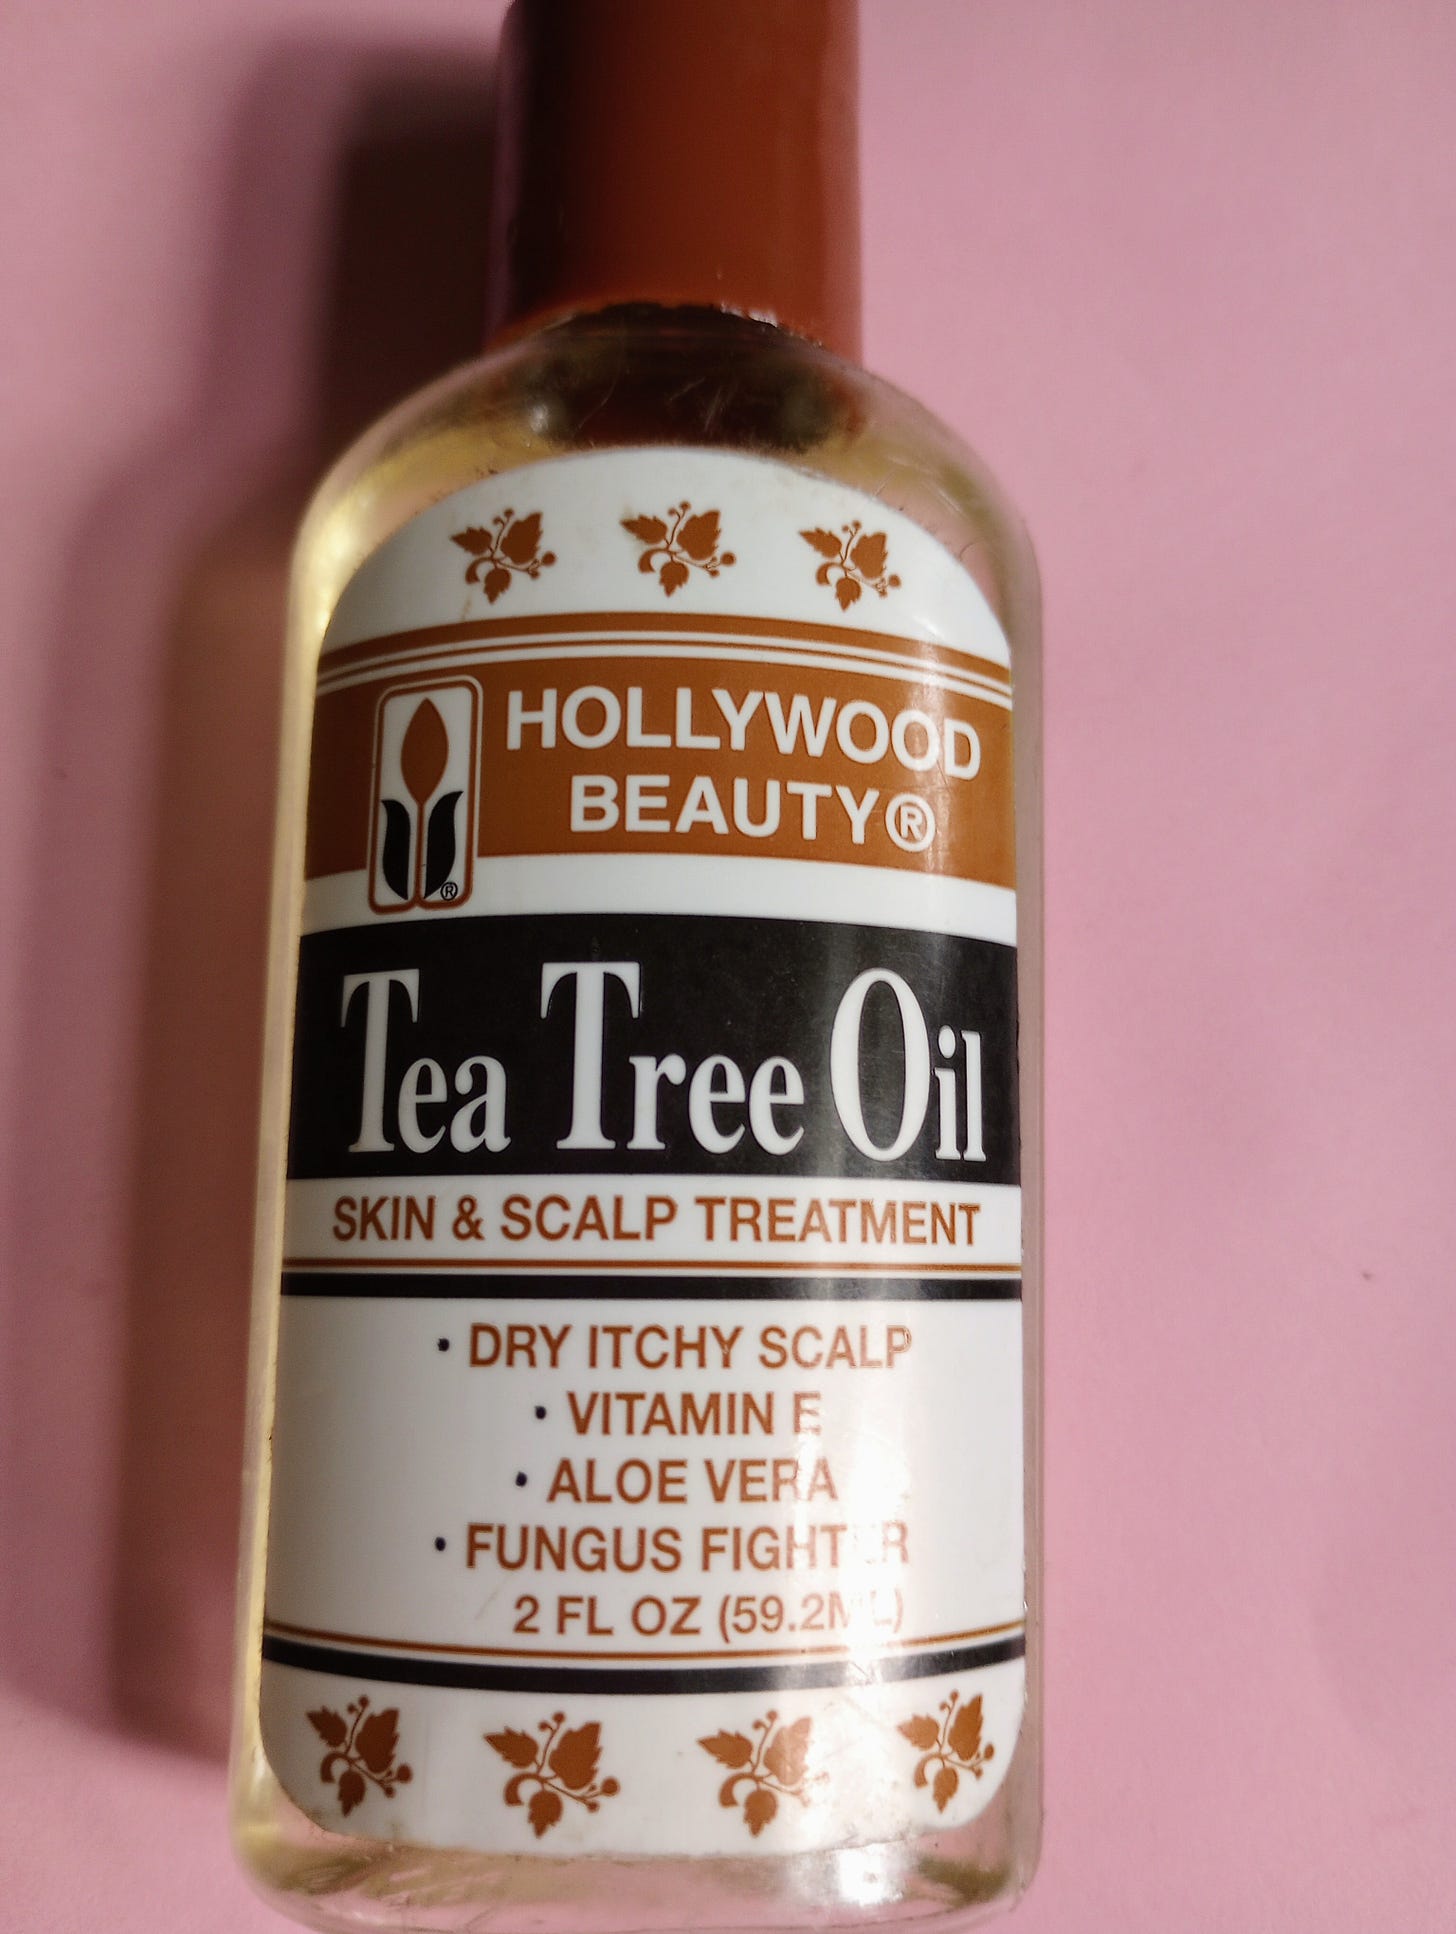 HOLLYWOOD
BEAUTY®
®
Tea Tree Oil
SKIN & SCALP TREATMENT
• DRY ITCHY SCALP
• VITAMIN E
• ALOE VERA
• FUNGUS FIGHTER
2 FL OZ (59.2ML)